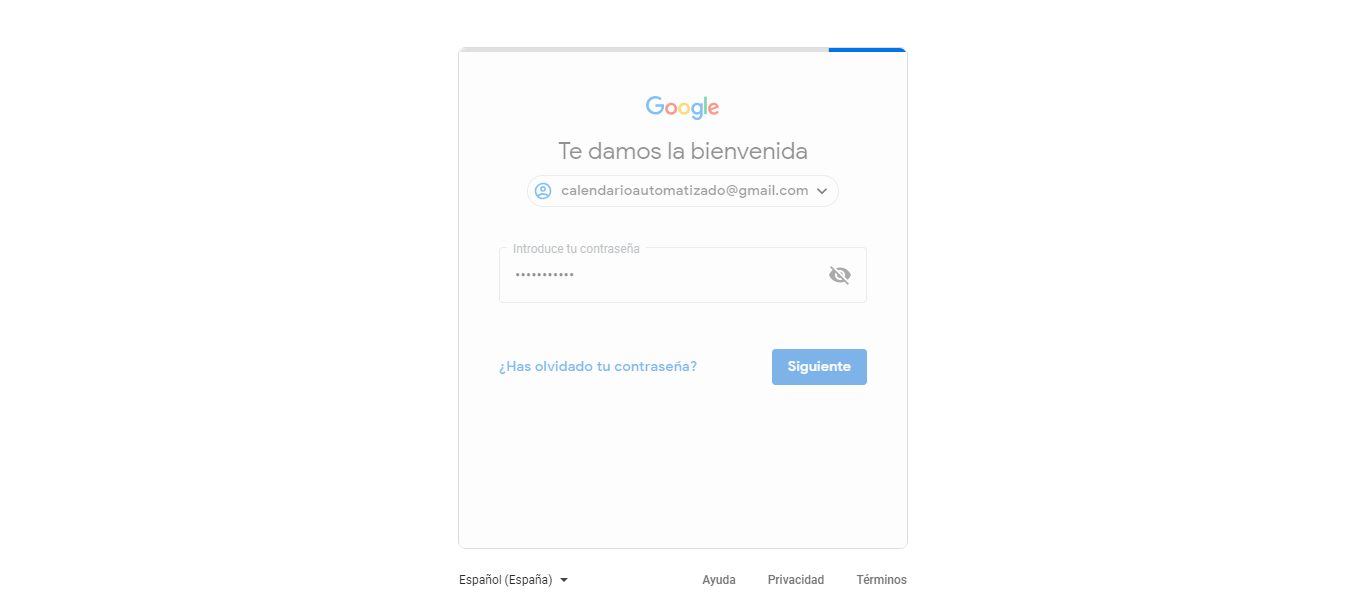 Google
Te damos la bienvenida
calendarioautomatizado@gmail.com
Introduce tu contraseña
•••••••••••
¿Has olvidado tu contraseña?
Siguiente
Español (España)
Ayuda
Privacidad
Términos